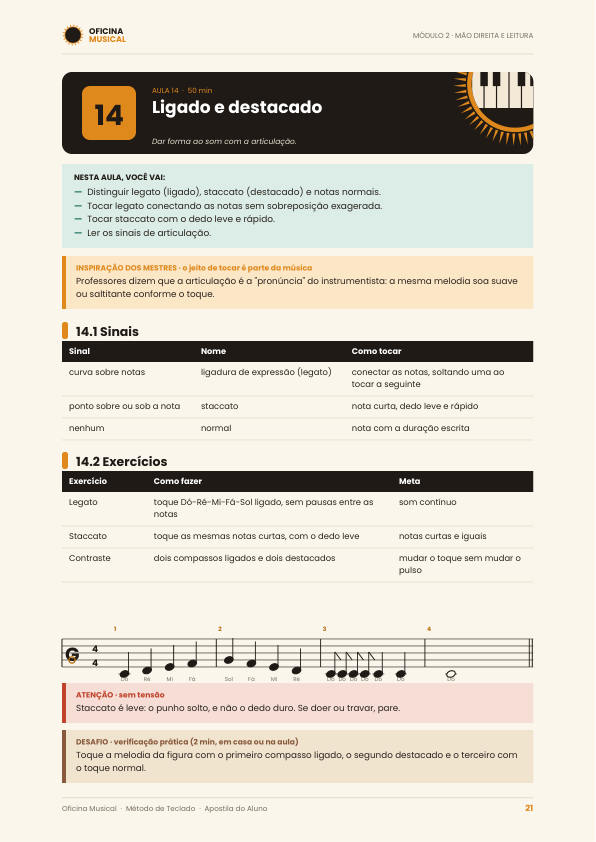 OFICINA
MUSICAL
MÓDULO 2 · MÃO DIREITA E LEITURA
14
AULA 14 · 50 min
Ligado e destacado
Dar forma ao som com a articulação.
NESTA AULA, VOCÊ VAI:
— Distinguir legato (ligado), staccato (destacado) e notas normais.
— Tocar legato conectando as notas sem sobreposição exagerada.
— Tocar staccato com o dedo leve e rápido.
— Ler os sinais de articulação.
INSPIRAÇÃO DOS MESTRES · o jeito de tocar é parte da música
Professores dizem que a articulação é a "pronúncia" do instrumentista: a mesma melodia soa suave
ou saltitante conforme o toque.
14.1 Sinais
Sinal Nome Como tocar
curva sobre notas ligadura de expressão (legato) conectar as notas, soltando uma ao
tocar a seguinte
ponto sobre ou sob a nota staccato nota curta, dedo leve e rápido
nenhum normal nota com a duração escrita
14.2 Exercícios
Exercício Como fazer Meta
Legato toque Dó-Ré-Mi-Fá-Sol ligado, sem pausas entre as som contínuo
notas
Staccato toque as mesmas notas curtas, com o dedo leve notas curtas e iguais
Contraste dois compassos ligados e dois destacados mudar o toque sem mudar o
pulso
1 2 3 4
G 4
4
Dó Ré Mi Fá Sol Fá Mi Ré Dó Dó Dó Dó Dó Dó Dó
ATENÇÃO · sem tensão
Staccato é leve: o punho solto, e não o dedo duro. Se doer ou travar, pare.
DESAFIO · verificação prática (2 min, em casa ou na aula)
Toque a melodia da figura com o primeiro compasso ligado, o segundo destacado e o terceiro com
o toque normal.
Oficina Musical · Método de Teclado · Apostila do Aluno
21